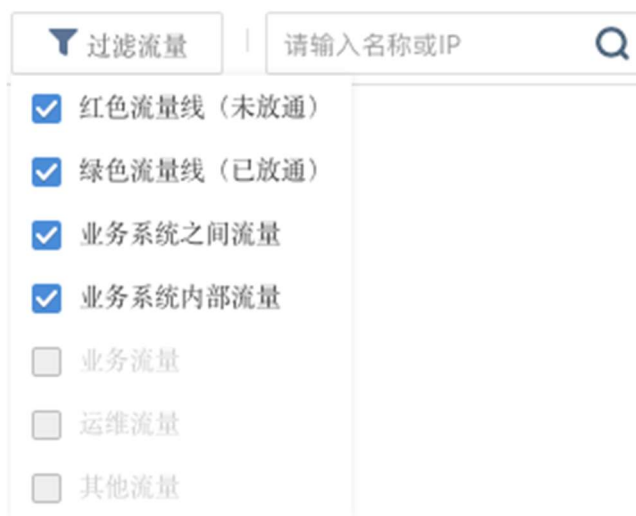 过滤流量 请输入名称或IP
红色流量线（未放通）
绿色流量线（已放通）
业务系统之间流量
业务系统内部流量
业务流量
运维流量
其他流量